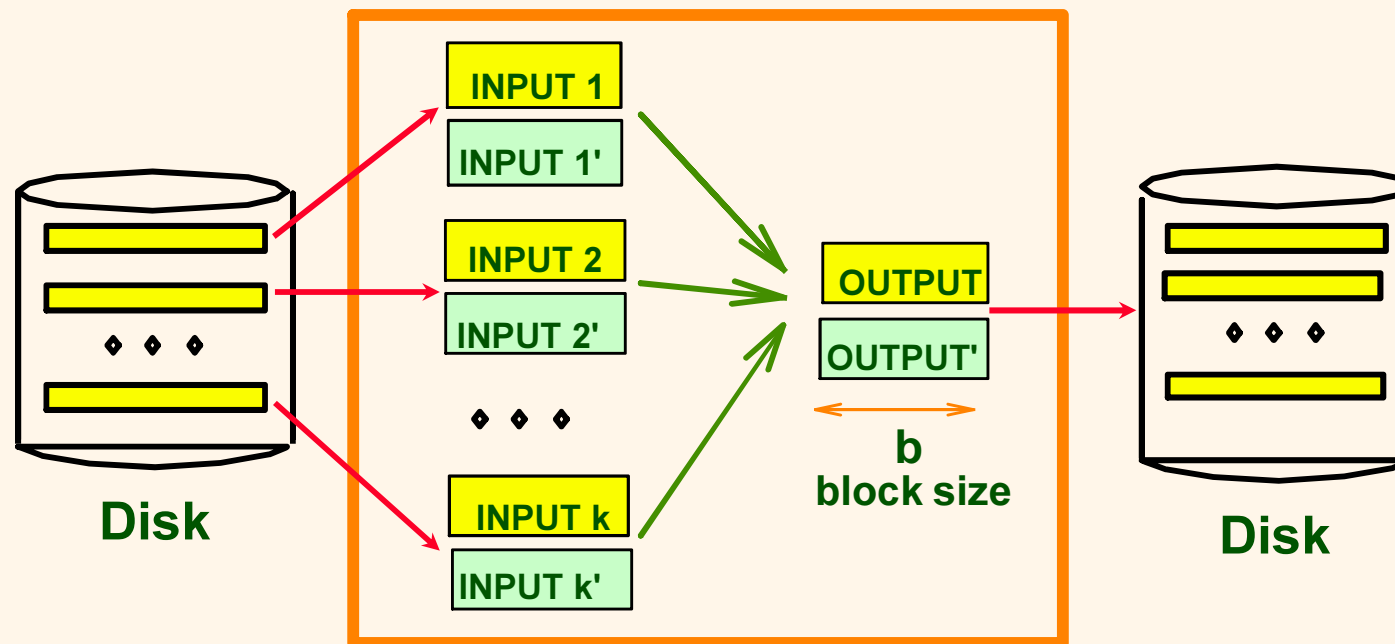 INPUT 1
INPUT 1'
INPUT 2
INPUT 2'
INPUT k
INPUT k'
OUTPUT
OUTPUT'
b
block size
Disk
Disk